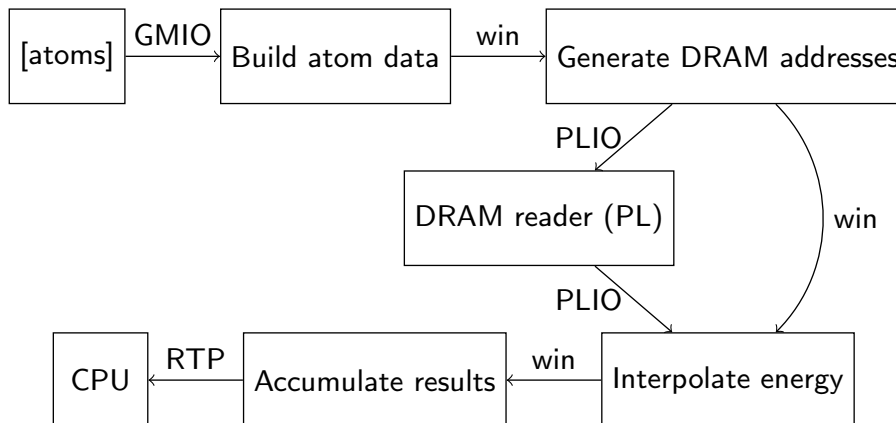 [atoms]
GMIO
Build atom data
win
Generate DRAM addresses
PLIO
win
DRAM reader (PL)
PLIO
CPU
RTP
Accumulate results
win
Interpolate energy